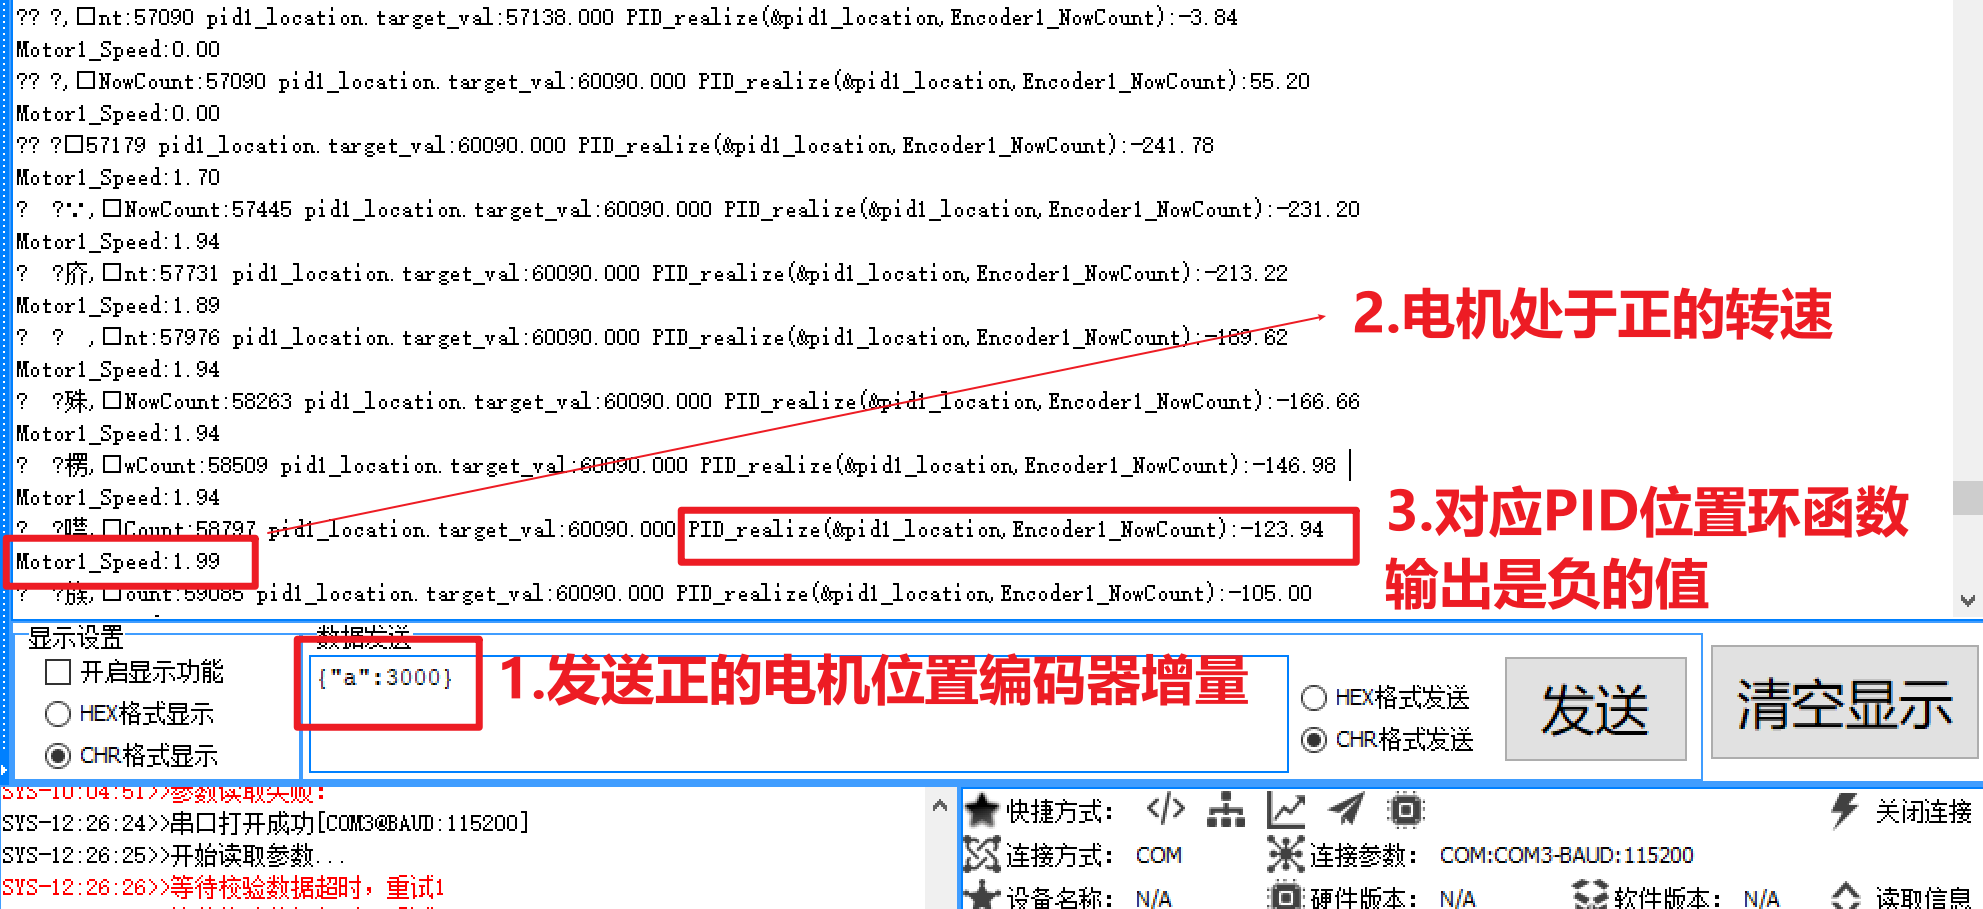 ?? ?,□nt:57090 pid1_location.target_val:57138.000 PID_realize(&pid1_location,Encoder1_NowCount):-3.84
Motor1_Speed:0.00
?? ?,□NowCount:57090 pid1_location.target_val:60090.000 PID_realize(&pid1_location,Encoder1_NowCount):55.20
Motor1_Speed:0.00
?? ?□57179 pid1_location.target_val:60090.000 PID_realize(&pid1_location,Encoder1_NowCount):-241.78
Motor1_Speed:1.70
?  ?∵,□NowCount:57445 pid1_location.target_val:60090.000 PID_realize(&pid1_location,Encoder1_NowCount):-231.20
Motor1_Speed:1.94
?  ?疥,□nt:57731 pid1_location.target_val:60090.000 PID_realize(&pid1_location,Encoder1_NowCount):-213.22
Motor1_Speed:1.89
?  ?  ,□nt:57976 pid1_location.target_val:60090.000 PID_realize(&pid1_location,Encoder1_NowCount):-189.62
Motor1_Speed:1.94
?  ?殊,□NowCount:58263 pid1_location.target_val:60090.000 PID_realize(&pid1_location,Encoder1_NowCount):-166.66
Motor1_Speed:1.94
?  ?楞,□wCount:58509 pid1_location.target_val:60090.000 PID_realize(&pid1_location,Encoder1_NowCount):-146.98
Motor1_Speed:1.94
?  ?噤,□Count:58797 pid1_location.target_val:60090.000 PID_realize(&pid1_location,Encoder1_NowCount):-123.94
Motor1_Speed:1.99
?  ?簇,□ount:59085 pid1_location.target_val:60090.000 PID_realize(&pid1_location,Encoder1_NowCount):-105.00
2.电机处于正的转速
3.对应PID位置环函数
输出是负的值
显示设置
开启显示功能
HEX格式显示
CHR格式显示
数据发送
{"a":3000}
1.发送正的电机位置编码器增量
HEX格式发送
CHR格式发送
发送
清空显示
SYS-10:04:51>>参数读取失败:
SYS-12:26:24>>串口打开成功[COM3@BAUD:115200]
SYS-12:26:25>>开始读取参数...
SYS-12:26:26>>等待校验数据超时，重试1
快捷方式： 关闭连接
连接方式： COM 连接参数： COM:COM3-BAUD:115200
设备名称： N/A 硬件版本： N/A 软件版本： N/A 读取信息